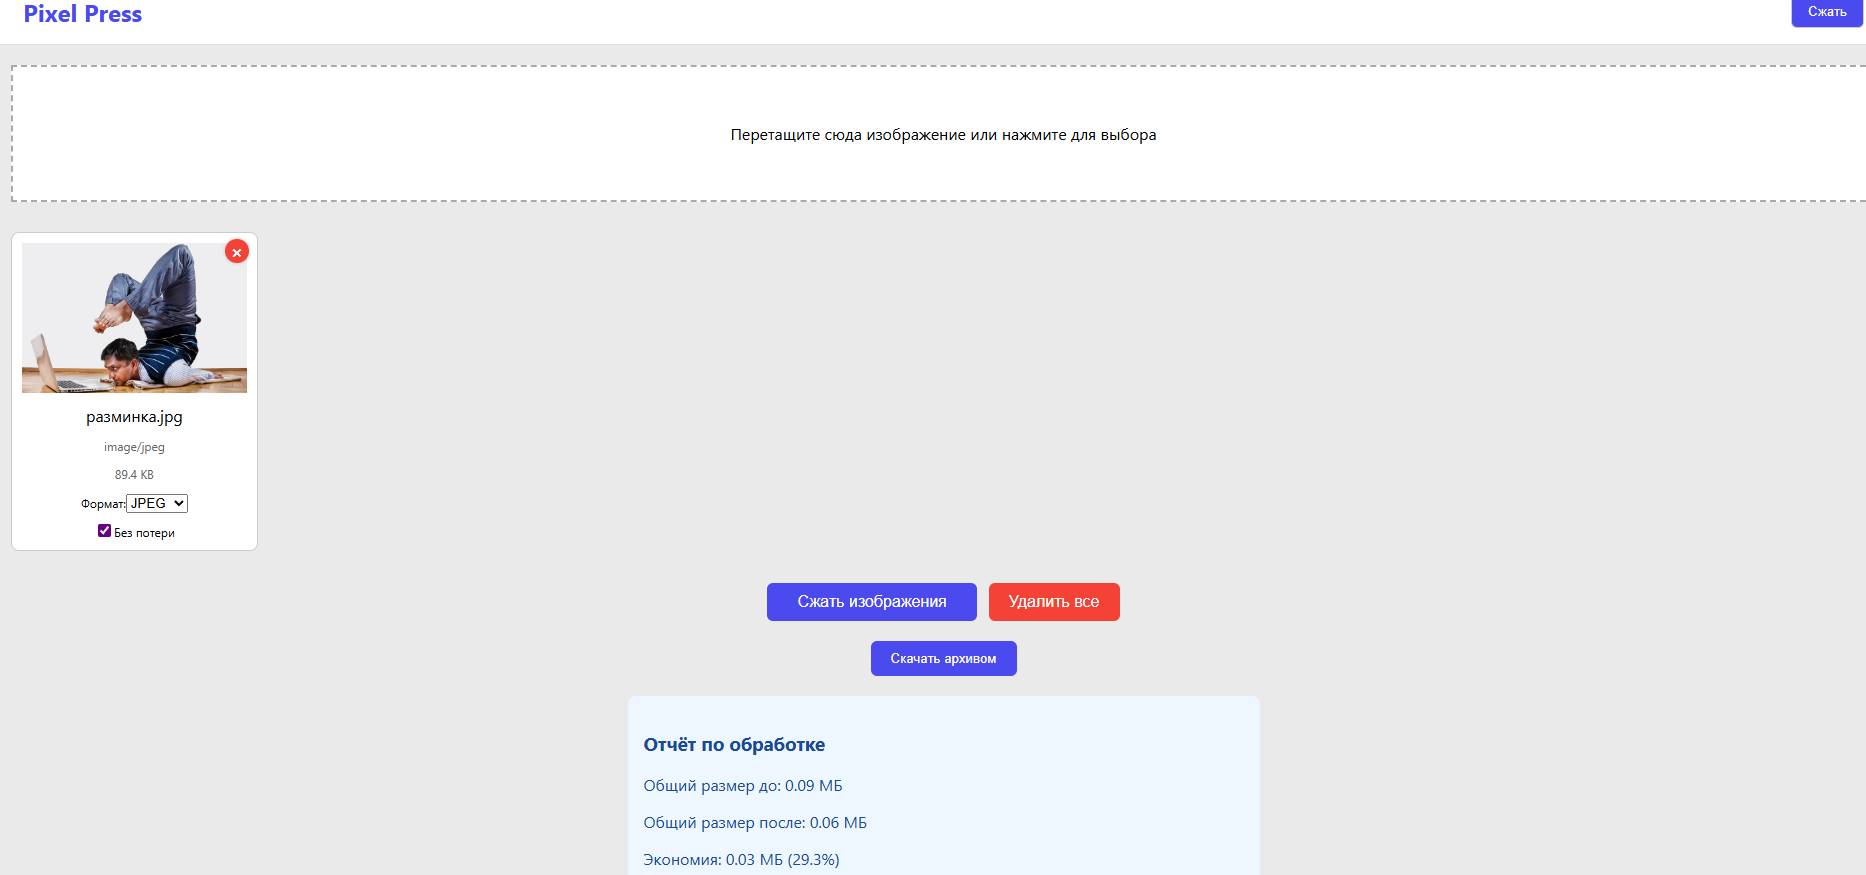 Pixel Press
Сжать
Перетащите сюда изображение или нажмите для выбора
×
разминка.jpg
image/jpeg
89.4 KB
Формат: JPEG
Без потери
Сжать изображения
Удалить все
Скачать архивом
Отчёт по обработке
Общий размер до: 0.09 МБ
Общий размер после: 0.06 МБ
Экономия: 0.03 МБ (29.3%)